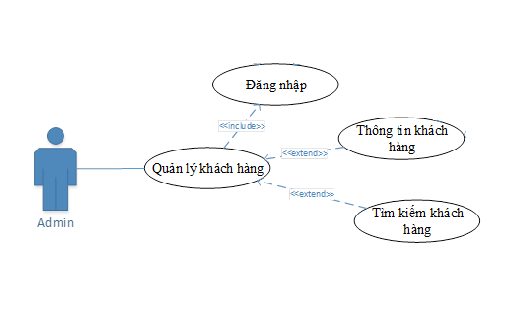 Đăng nhập
<<include>>
Thông tin khách
hàng
<<extend>>
Quản lý khách hàng
<<extend>>
Tìm kiếm khách
hàng
Admin